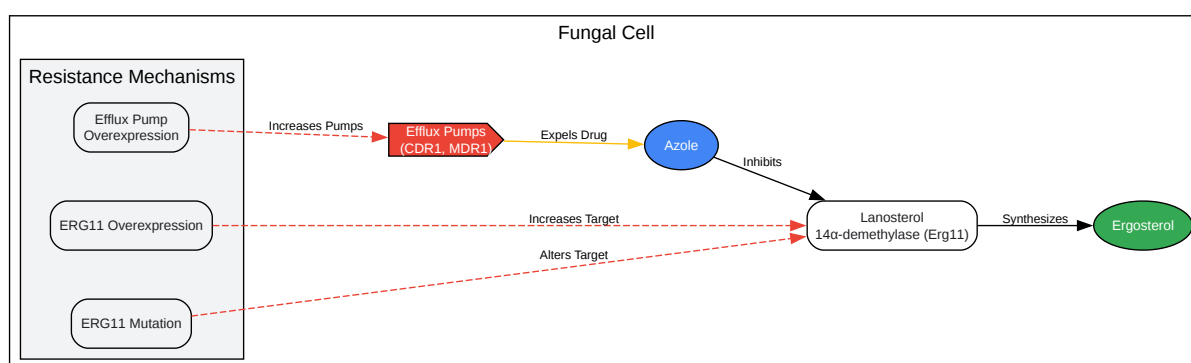 Fungal Cell
Resistance Mechanisms
Efflux Pump
Overexpression
Increases Pumps
Efflux Pumps
(CDR1, MDR1)
Expels Drug
Azole
Inhibits
ERG11 Overexpression
Increases Target
Lanosterol
14α-demethylase (Erg11)
Synthesizes
Ergosterol
Alters Target
ERG11 Mutation